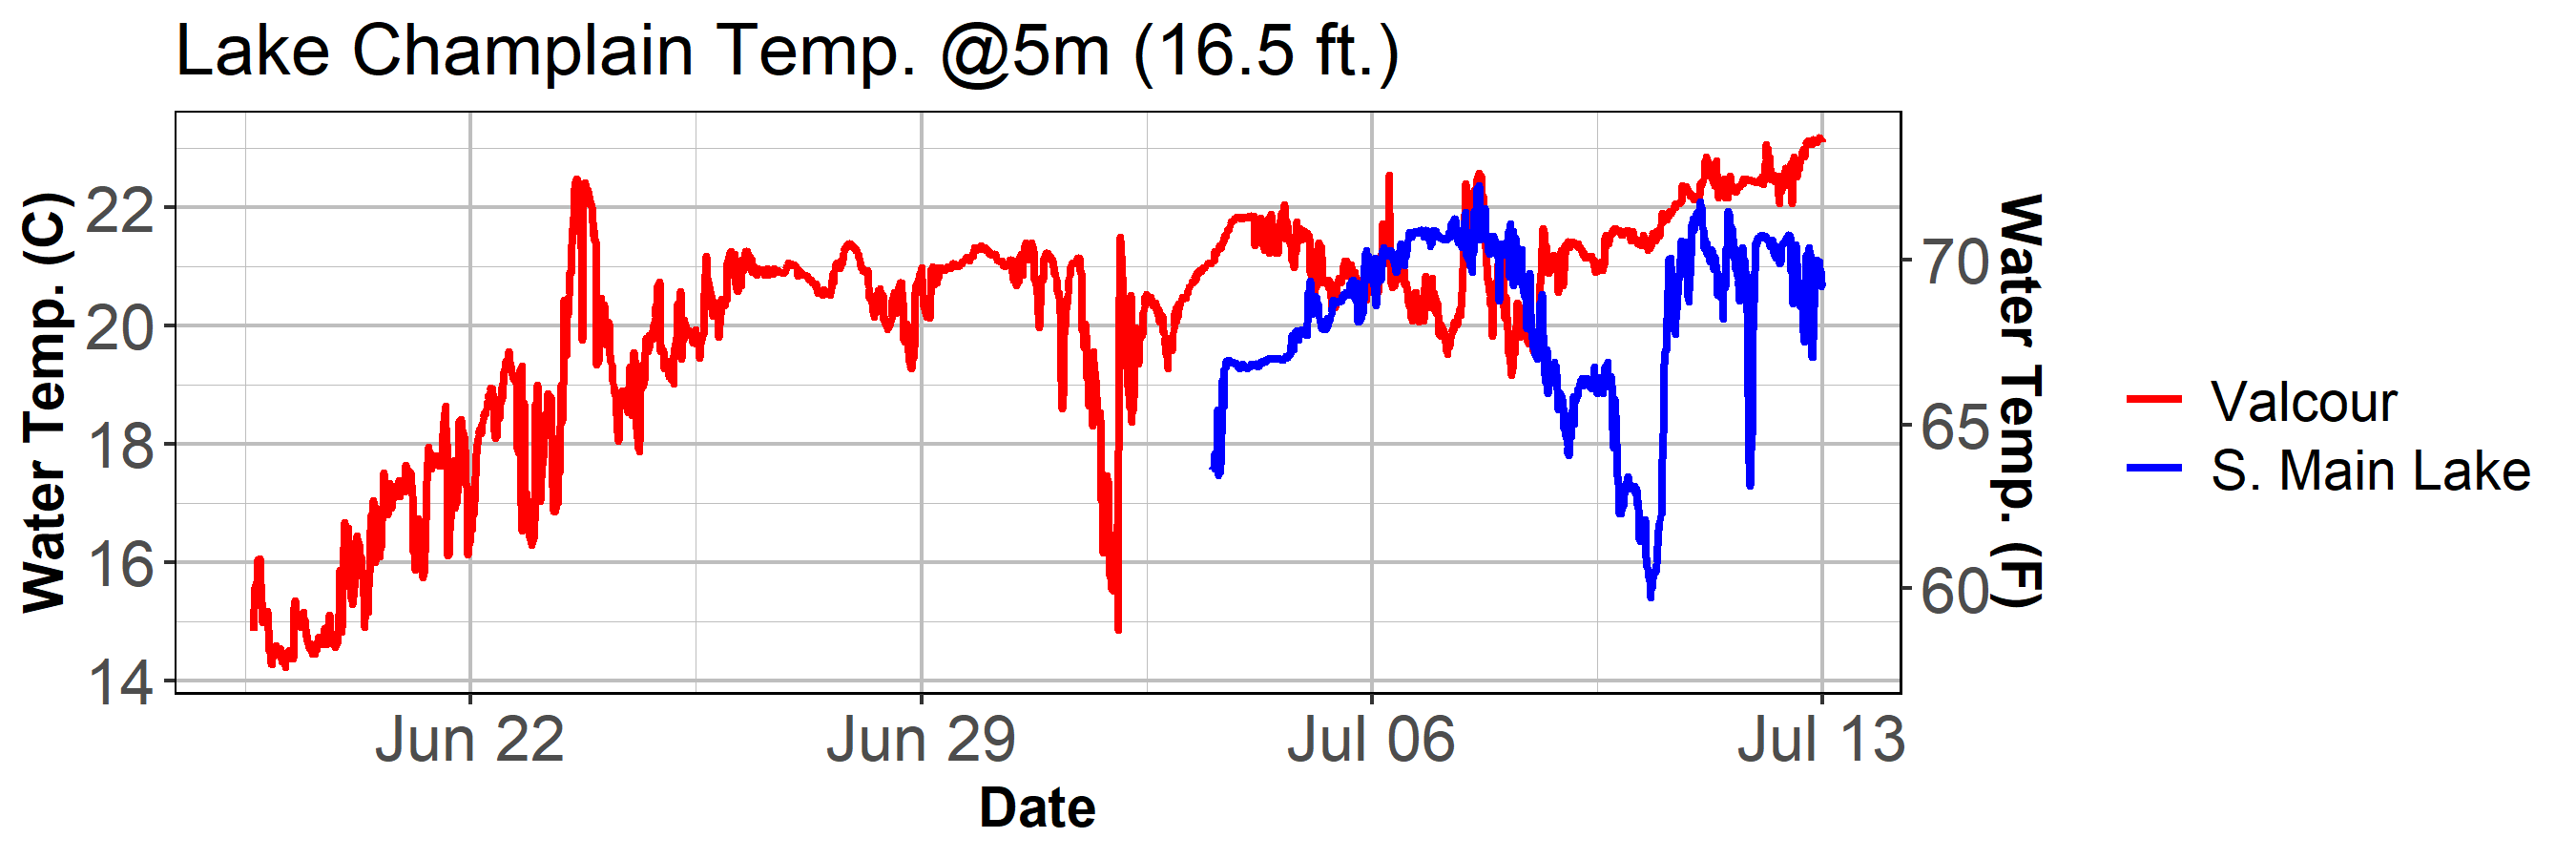 Lake Champlain Temp. @5m (16.5 ft.)
Water Temp. (C)
22
20
18
16
14
70
65
60
Water Temp. (F)
Jun 22
Jun 29
Jul 06
Jul 13
Date
Valcour
S. Main Lake